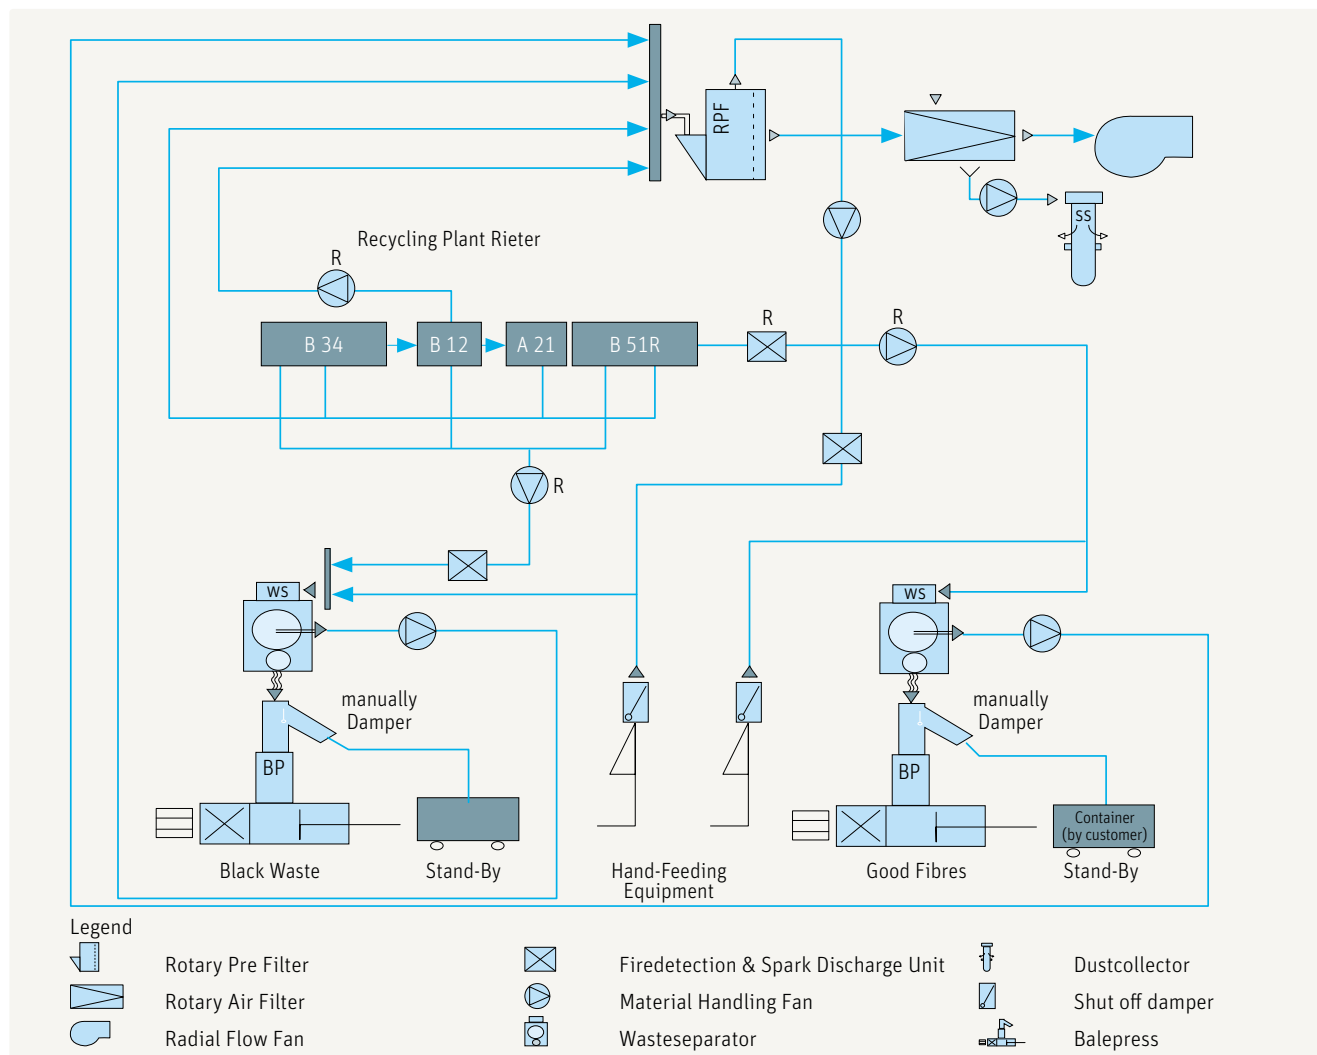 RPF
SS
Recycling Plant Rieter
R
R
R
B 34
B 12
A 21
B 51R
R
WS
WS
manually
Damper
manually
Damper
BP
BP
Container
(by customer)
Black Waste
Stand-By
Hand-Feeding
Equipment
Good Fibres
Stand-By
Legend
Rotary Pre Filter
Firedetection & Spark Discharge Unit
Dustcollector
Rotary Air Filter
Material Handling Fan
Shut off damper
Radial Flow Fan
Wasteseparator
Balepress